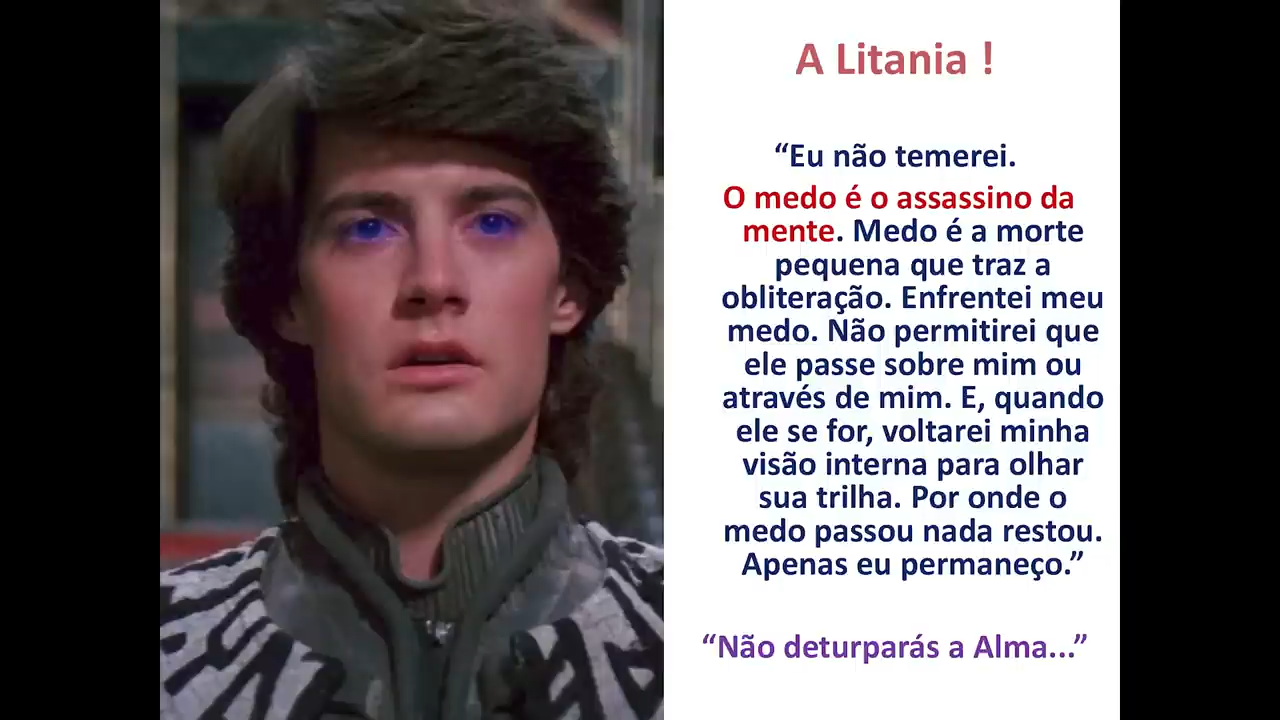 A Litania !
“Eu não temerei.
O medo é o assassino da
mente. Medo é a morte
pequena que traz a
obliteração. Enfrentei meu
medo. Não permitirei que
ele passe sobre mim ou
através de mim. E, quando
ele se for, voltarei minha
visão interna para olhar
sua trilha. Por onde o
medo passou nada restou.
Apenas eu permaneço.”
“Não deturparás a Alma...”